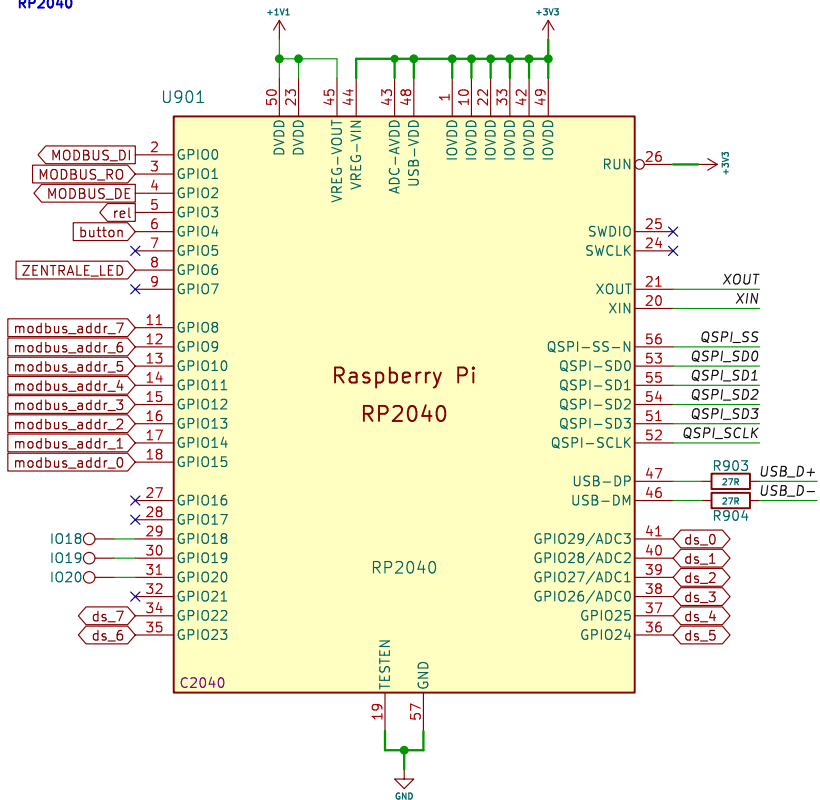 RP2040
+1V1
+3V3
U901
50 23 45 44 43 48 1 10 22 33 42 49
DVDD DVDD VREG-VOUT VREG-VIN ADC-AVDD USB-VDD IOVDD IOVDD IOVDD IOVDD IOVDD IOVDD
MODBUS_DI 2 GPIO0
MODBUS_RO 3 GPIO1
MODBUS_DE 4 GPIO2
rel 5 GPIO3
button 6 GPIO4
7 GPIO5
ZENTRALE_LED 8 GPIO6
9 GPIO7
modbus_addr_7 11 GPIO8
modbus_addr_6 12 GPIO9
modbus_addr_5 13 GPIO10
modbus_addr_4 14 GPIO11
modbus_addr_3 15 GPIO12
modbus_addr_2 16 GPIO13
modbus_addr_1 17 GPIO14
modbus_addr_0 18 GPIO15
27 GPIO16
28 GPIO17
IO18 29 GPIO18
IO19 30 GPIO19
IO20 31 GPIO20
32 GPIO21
ds_7 34 GPIO22
ds_6 35 GPIO23
Raspberry Pi
RP2040
RP2040
C2040
RUN 26 +3V3
SWDIO 25
SWCLK 24
XOUT 21 XOUT
XIN 20 XIN
QSPI-SS-N 56 QSPI_SS
QSPI-SD0 53 QSPI_SD0
QSPI-SD1 55 QSPI_SD1
QSPI-SD2 54 QSPI_SD2
QSPI-SD3 51 QSPI_SD3
QSPI-SCLK 52 QSPI_SCLK
USB-DP 47 R903 27R USB_D+
USB-DM 46 27R R904 USB_D-
GPIO29/ADC3 41 ds_0
GPIO28/ADC2 40 ds_1
GPIO27/ADC1 39 ds_2
GPIO26/ADC0 38 ds_3
GPIO25 37 ds_4
GPIO24 36 ds_5
TESTEN GND
19 57
GND